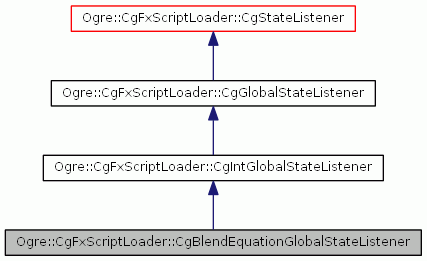 Ogre::CgFxScriptLoader::CgStateListener
Ogre::CgFxScriptLoader::CgGlobalStateListener
Ogre::CgFxScriptLoader::CgIntGlobalStateListener
Ogre::CgFxScriptLoader::CgBlendEquationGlobalStateListener